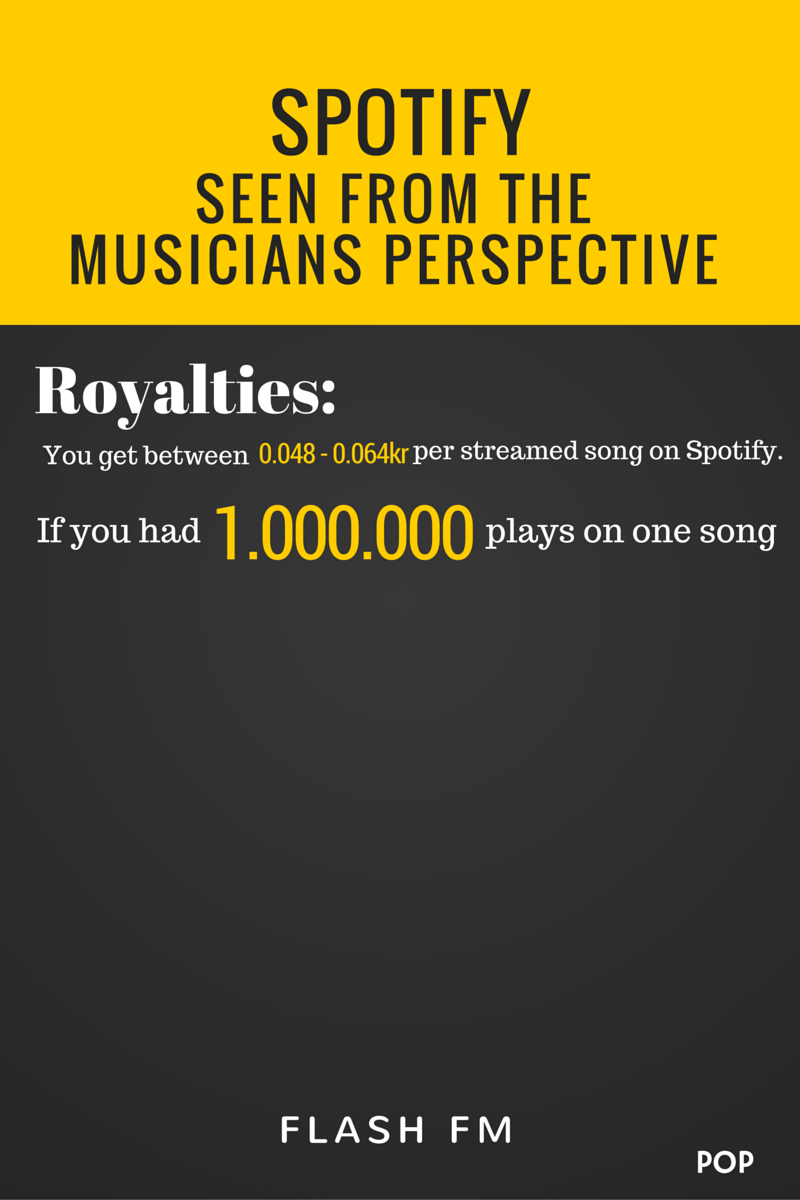 SPOTIFY
SEEN FROM THE
MUSICIANS PERSPECTIVE
Royalties:
You get between 0.048 - 0.064kr per streamed song on Spotify.
If you had 1.000.000 plays on one song
FLASH FM
POP